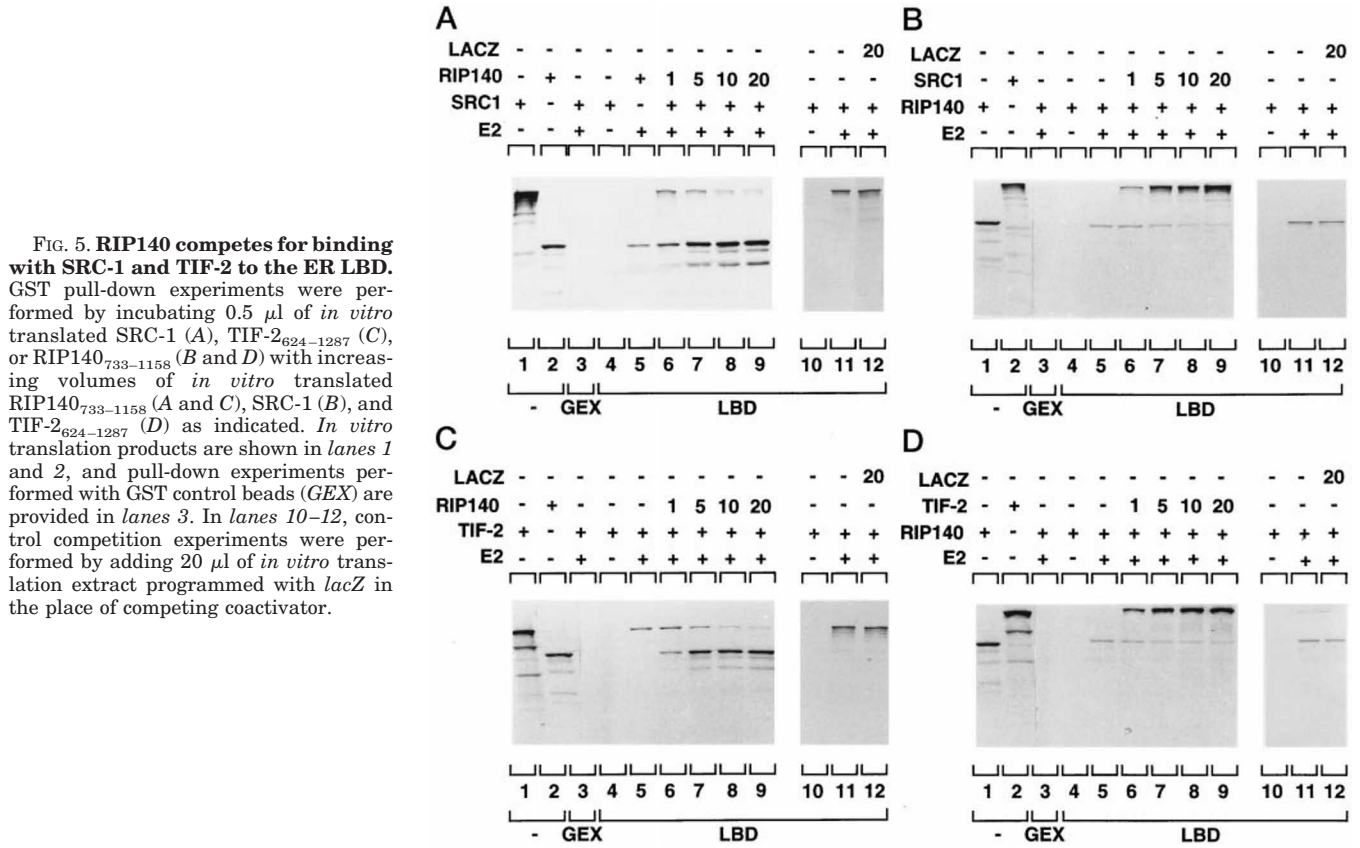 FIG. 5. RIP140 competes for binding
with SRC-1 and TIF-2 to the ER LBD.
GST pull-down experiments were per-
formed by incubating 0.5 μl of in vitro
translated SRC-1 (A), TIF-2624–1287 (C),
or RIP140733–1158 (B and D) with increas-
ing volumes of in vitro translated
RIP140733–1158 (A and C), SRC-1 (B), and
TIF-2624–1287 (D) as indicated. In vitro
translation products are shown in lanes 1
and 2, and pull-down experiments per-
formed with GST control beads (GEX) are
provided in lanes 3. In lanes 10–12, con-
trol competition experiments were per-
formed by adding 20 μl of in vitro trans-
lation extract programmed with lacZ in
the place of competing coactivator.
A
LACZ - - - - - - - - - - - 20
RIP140 - + - - + 1 5 10 20 - - -
SRC1 + - + + - + + + + + + +
E2 - - + - + + + + + - + +
1 2 3 4 5 6 7 8 9 10 11 12
- GEX LBD
B
LACZ - - - - - - - - - - - 20
SRC1 - + - - - 1 5 10 20 - - -
RIP140 + - + + + + + + + + + +
E2 - - + - + + + + + - + +
1 2 3 4 5 6 7 8 9 10 11 12
- GEX LBD
C
LACZ - - - - - - - - - - - 20
RIP140 - + - - - 1 5 10 20 - - -
TIF-2 + - + + + + + + + + + +
E2 - - + - + + + + + - + +
1 2 3 4 5 6 7 8 9 10 11 12
- GEX LBD
D
LACZ - - - - - - - - - - - 20
TIF-2 - + - - - 1 5 10 20 - - -
RIP140 + - + + + + + + + + + +
E2 - - + - + + + + + - + +
1 2 3 4 5 6 7 8 9 10 11 12
- GEX LBD